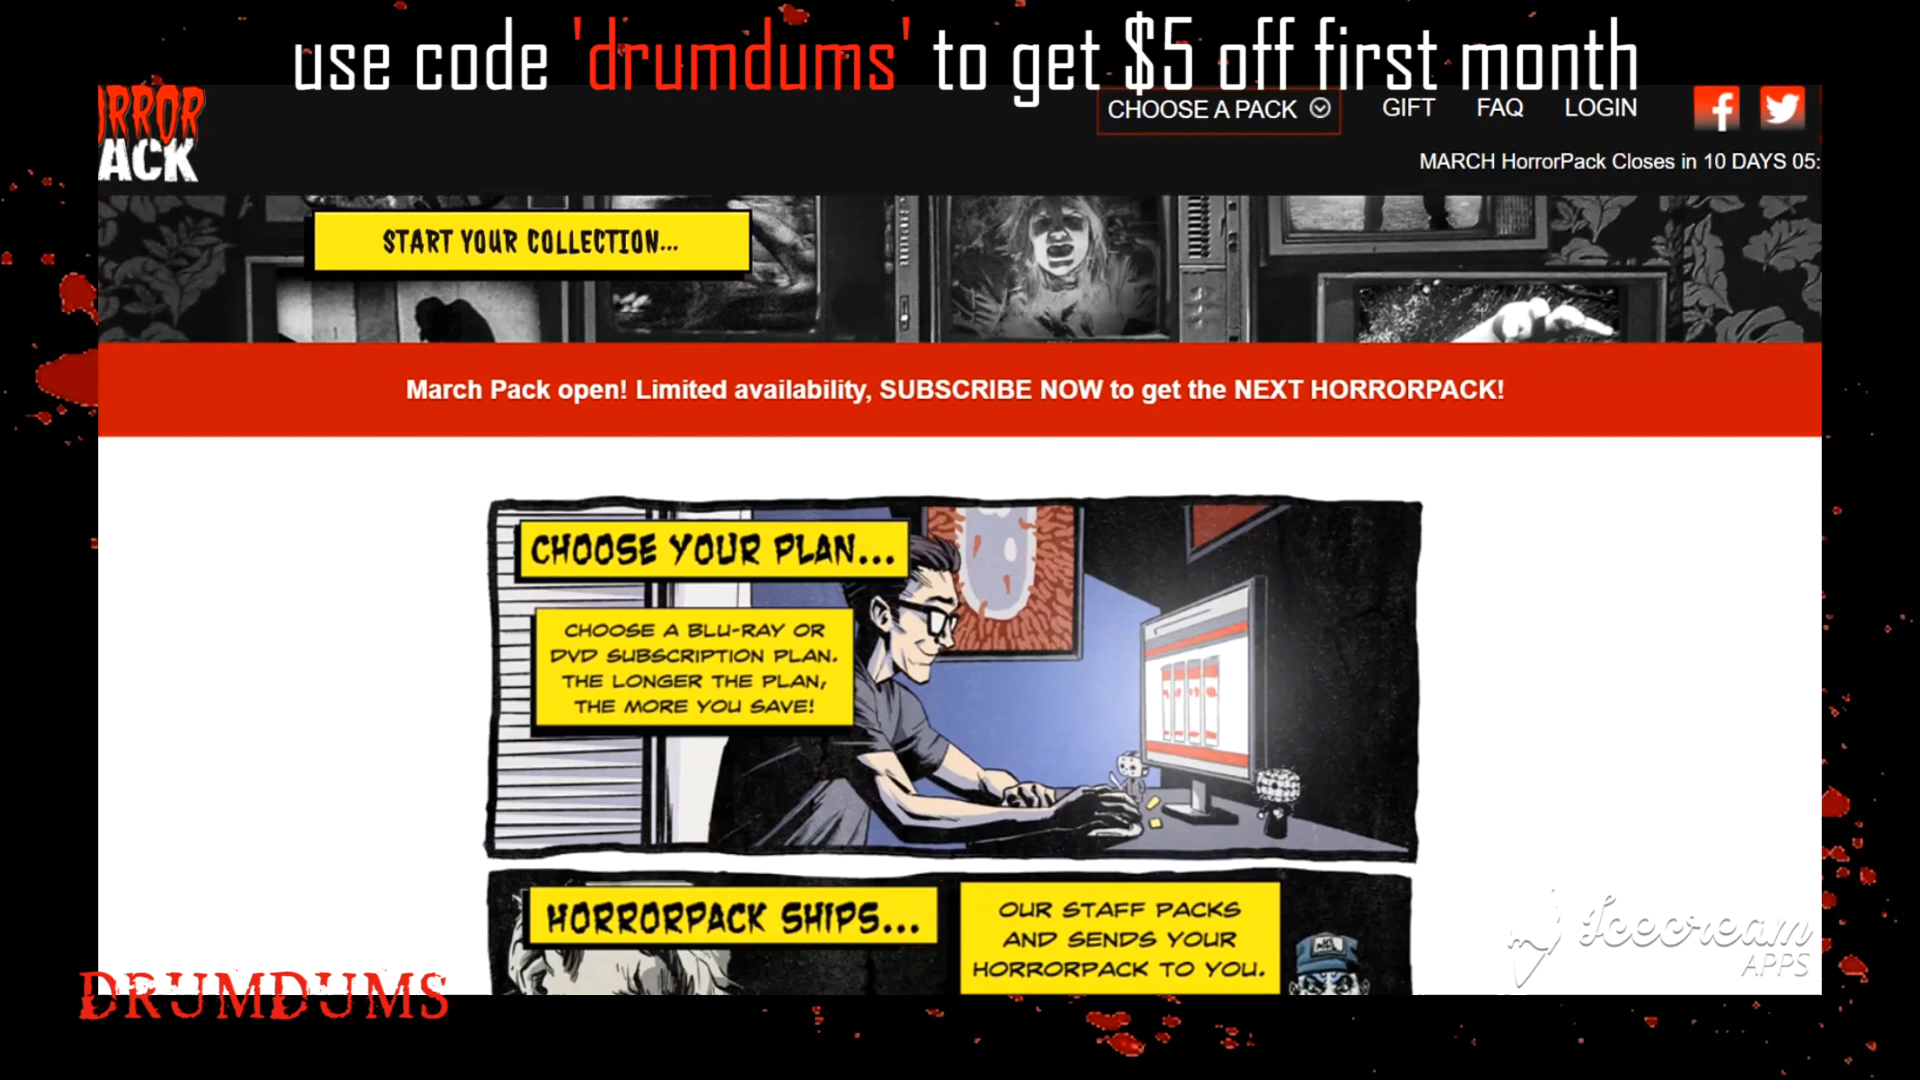 use code 'drumdums' to get $5 off first month
RROR
ACK
CHOOSE A PACK
GIFT
FAQ
LOGIN
MARCH HorrorPack Closes in 10 DAYS 05:
START YOUR COLLECTION...
March Pack open! Limited availability, SUBSCRIBE NOW to get the NEXT HORRORPACK!
CHOOSE YOUR PLAN...
CHOOSE A BLU-RAY OR
DVD SUBSCRIPTION PLAN.
THE LONGER THE PLAN,
THE MORE YOU SAVE!
HORRORPACK SHIPS...
OUR STAFF PACKS
AND SENDS YOUR
HORRORPACK TO YOU.
Icecream
APPS
DRUMDUMS